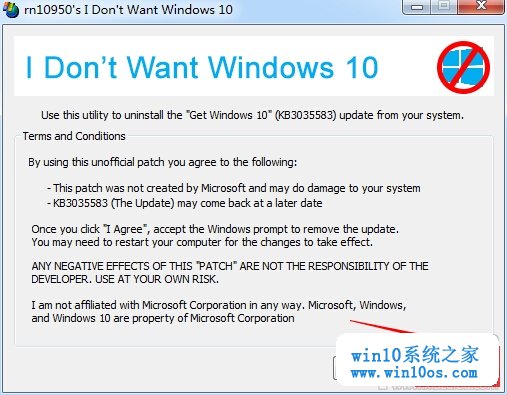 rn10950's I Don't Want Windows 10
I Don't Want Windows 10
Use this utility to uninstall the "Get Windows 10" (KB3035583) update from your system.
Terms and Conditions
By using this unofficial patch you agree to the following:
- This patch was not created by Microsoft and may do damage to your system
- KB3035583 (The Update) may come back at a later date
Once you click "I Agree", accept the Windows prompt to remove the update.
You may need to restart your computer for the changes to take effect.
ANY NEGATIVE EFFECTS OF THIS "PATCH" ARE NOT THE RESPONSIBILITY OF THE
DEVELOPER. USE AT YOUR OWN RISK.
I am not affiliated with Microsoft Corporation in any way. Microsoft, Windows,
and Windows 10 are property of Microsoft Corporation
win10系统之家
www.win10os.com